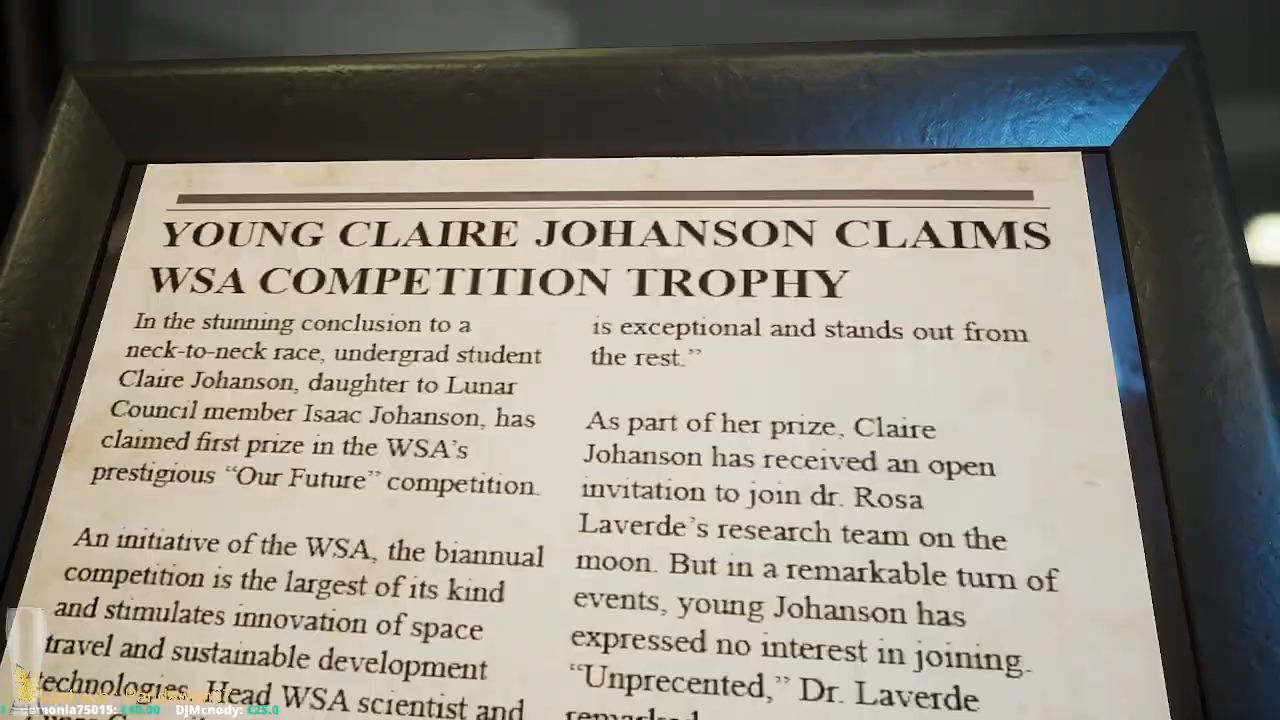 YOUNG CLAIRE JOHANSON CLAIMS
WSA COMPETITION TROPHY
In the stunning conclusion to a
neck-to-neck race, undergrad student
Claire Johanson, daughter to Lunar
Council member Isaac Johanson, has
claimed first prize in the WSA's
prestigious “Our Future” competition.
An initiative of the WSA, the biannual
competition is the largest of its kind
and stimulates innovation of space
travel and sustainable development
technologies. Head WSA scientist and
is exceptional and stands out from
the rest.”
As part of her prize, Claire
Johanson has received an open
invitation to join dr. Rosa
Laverde’s research team on the
moon. But in a remarkable turn of
events, young Johanson has
expressed no interest in joining.
“Unprecented,” Dr. Laverde
remarked
DjMcnody: £25.0